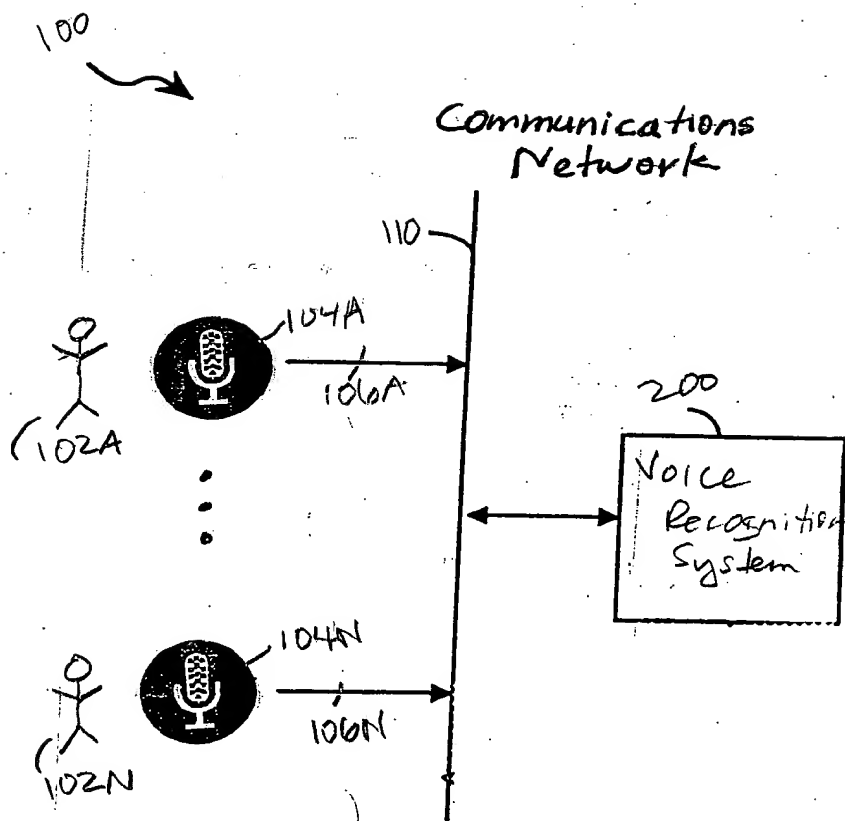 100
Communications
Network
110
104A
106A
102A
200
Voice
Recognition
System
104N
106N
102N